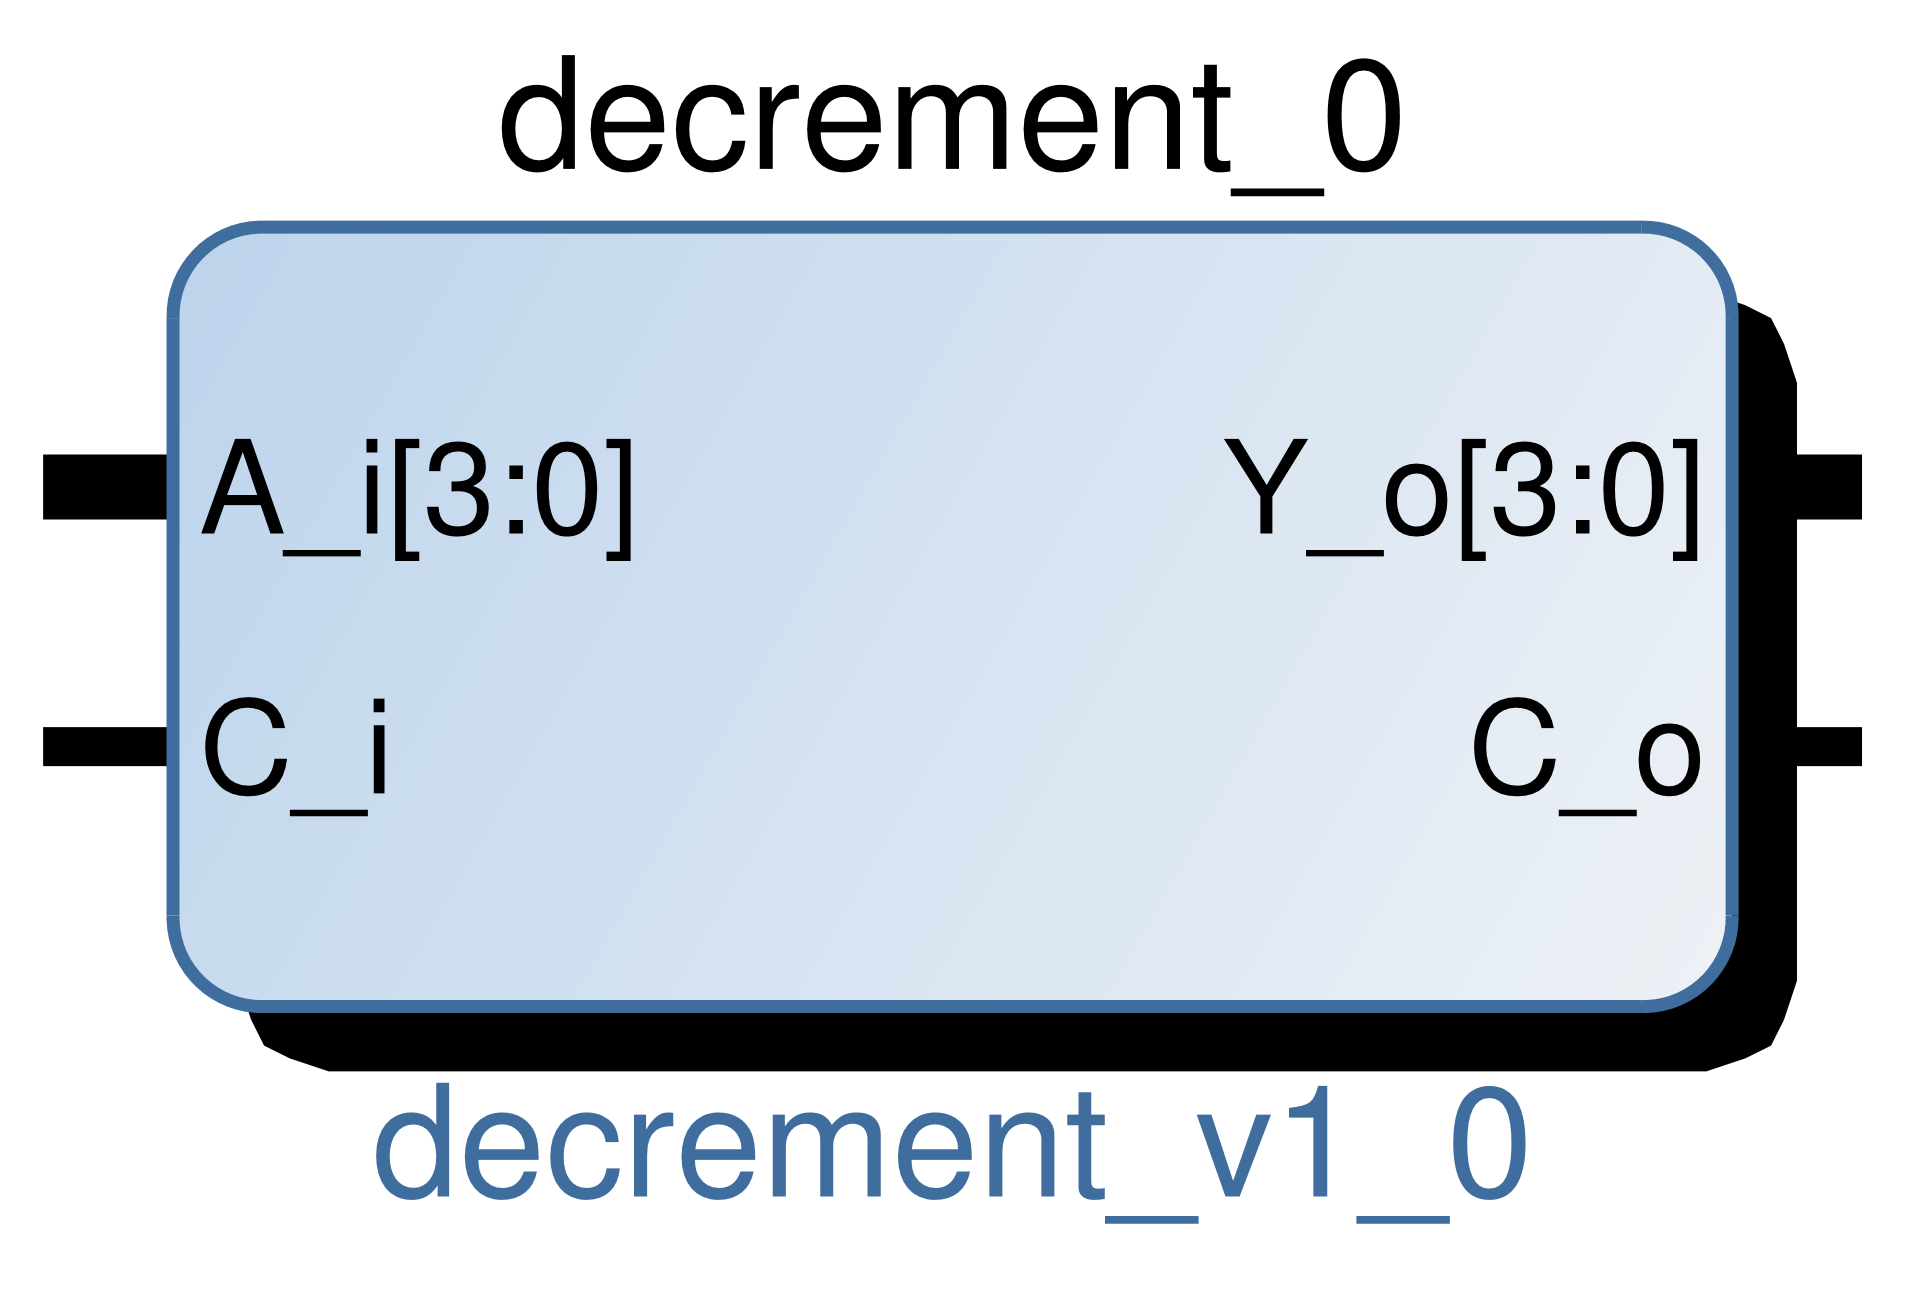 decrement_0
A_i[3:0] Y_o[3:0]
C_i C_o
decrement_v1_0